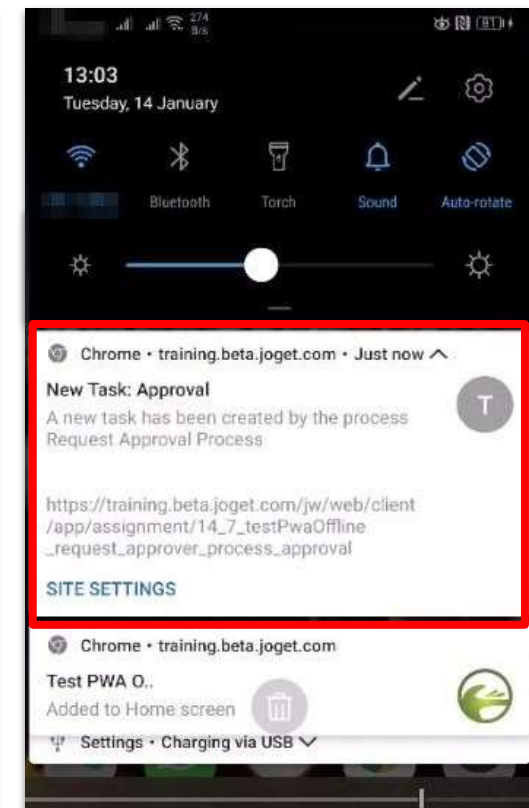 274
B/s
81
13:03
Tuesday, 14 January
Bluetooth Torch Sound Auto-rotate
Chrome • training.beta.joget.com • Just now
New Task: Approval
T
A new task has been created by the process
Request Approval Process
https://training.beta.joget.com/jw/web/client
/app/assignment/14_7_testPwaOffline
_request_approver_process_approval
SITE SETTINGS
Chrome • training.beta.joget.com
Test PWA O..
Added to Home screen
Settings • Charging via USB